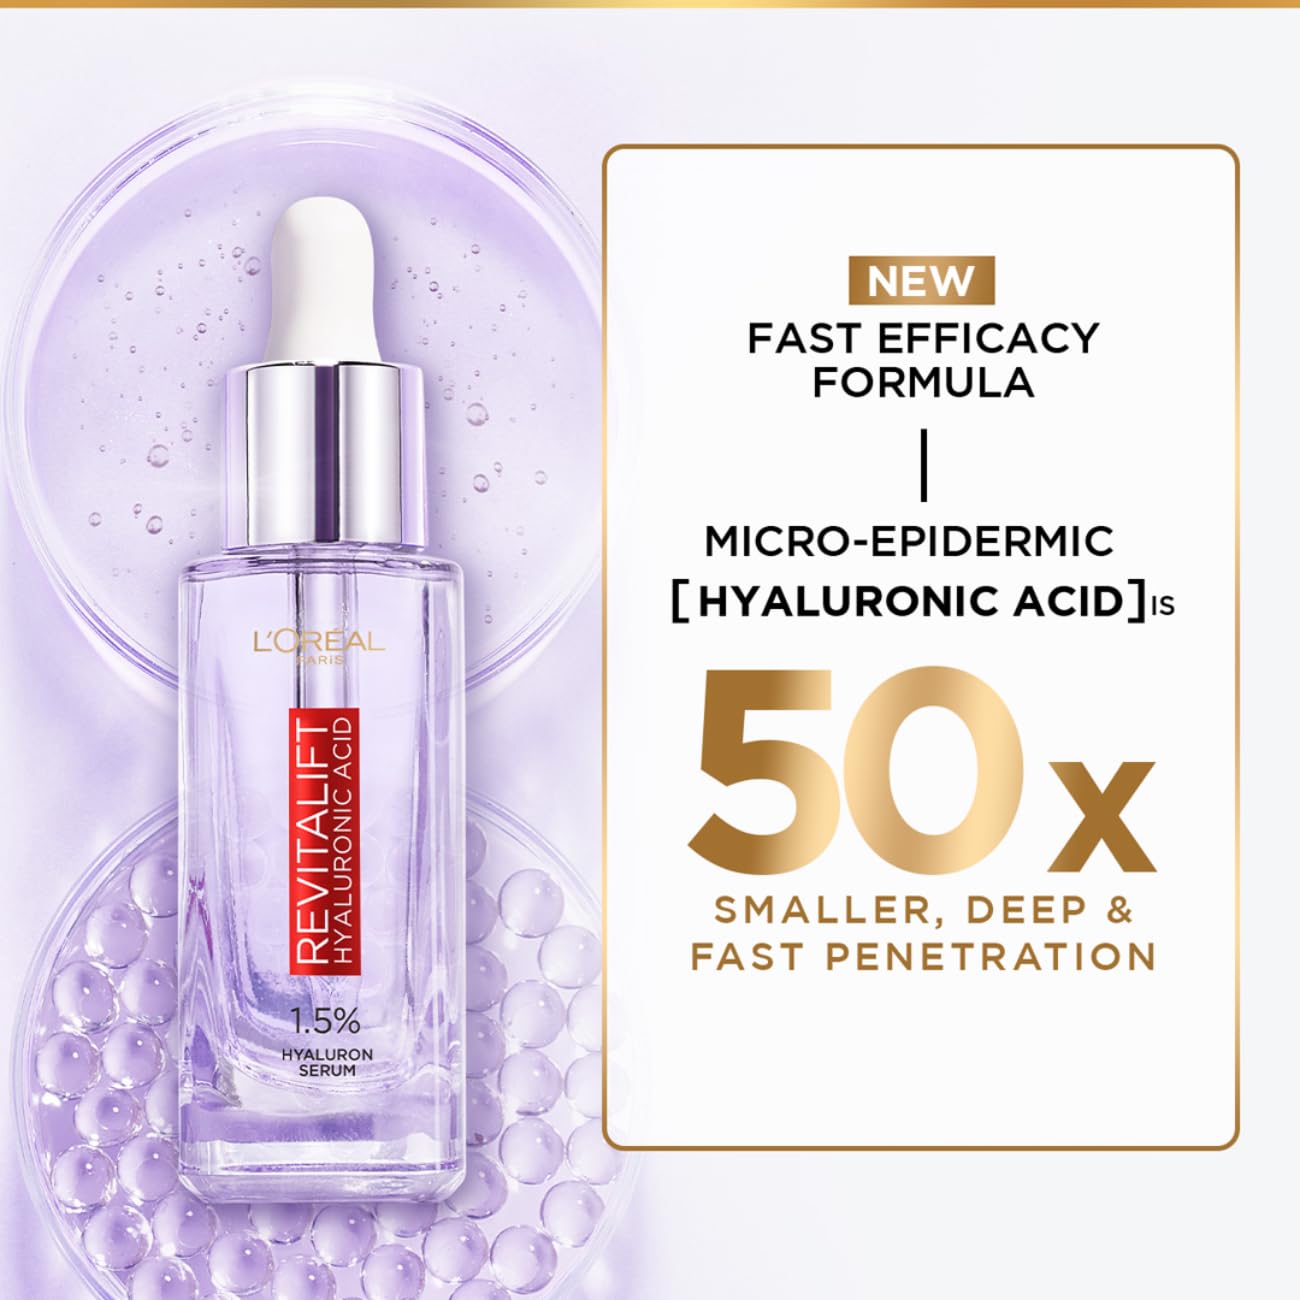 L'ORÉAL
PARiS
REVITALIFT
HYALURONIC ACID
1.5%
HYALURON
SERUM
NEW
FAST EFFICACY
FORMULA
MICRO-EPIDERMIC
[HYALURONIC ACID] IS
50x
SMALLER, DEEP &
FAST PENETRATION